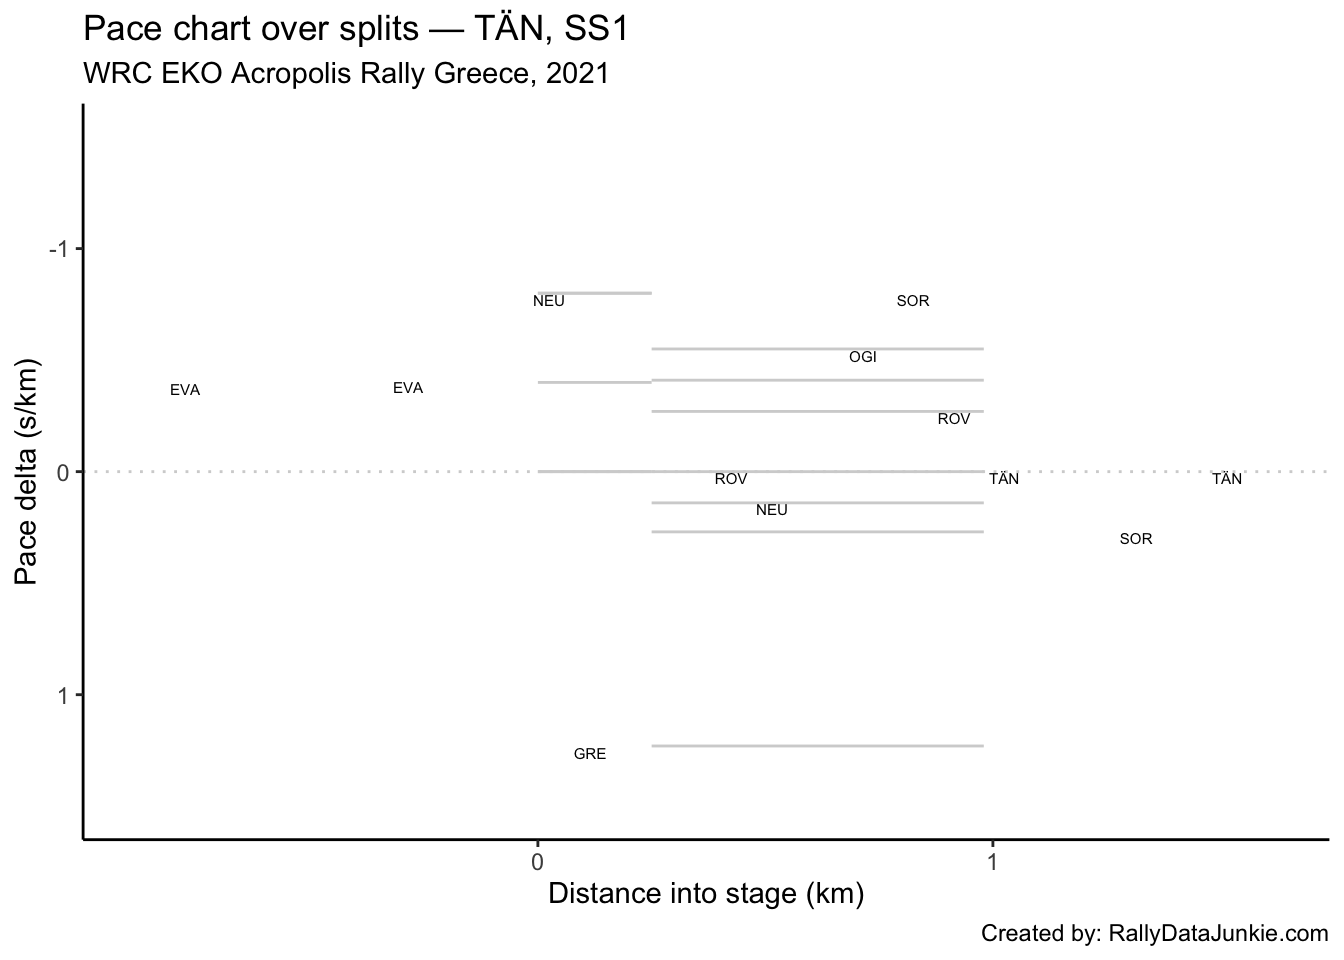 Pace chart over splits — TÄN, SS1
WRC EKO Acropolis Rally Greece, 2021
Pace delta (s/km)
-1
0
1
NEU
SOR
OGI
EVA
EVA
ROV
ROV
TÄN
TÄN
NEU
SOR
GRE
0
1
Distance into stage (km)
Created by: RallyDataJunkie.com